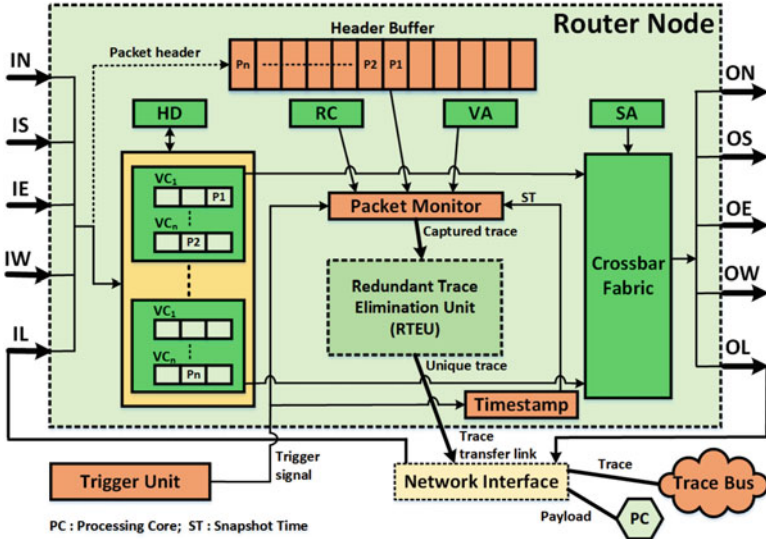 Header Buffer
Router Node
Packet header
Pn
P2
P1
IN
IS
IE
IW
IL
HD
RC
VA
SA
ON
OS
OE
OW
OL
VC1
P1
VCn
P2
VC1
VCn
Pn
Packet Monitor
ST
Captured trace
Redundant Trace
Elimination Unit
(RTEU)
Unique trace
Crossbar
Fabric
Timestamp
Trace
transfer link
Trigger
signal
Trigger Unit
Network Interface
Trace
Trace Bus
Payload
PC
PC : Processing Core; ST : Snapshot Time